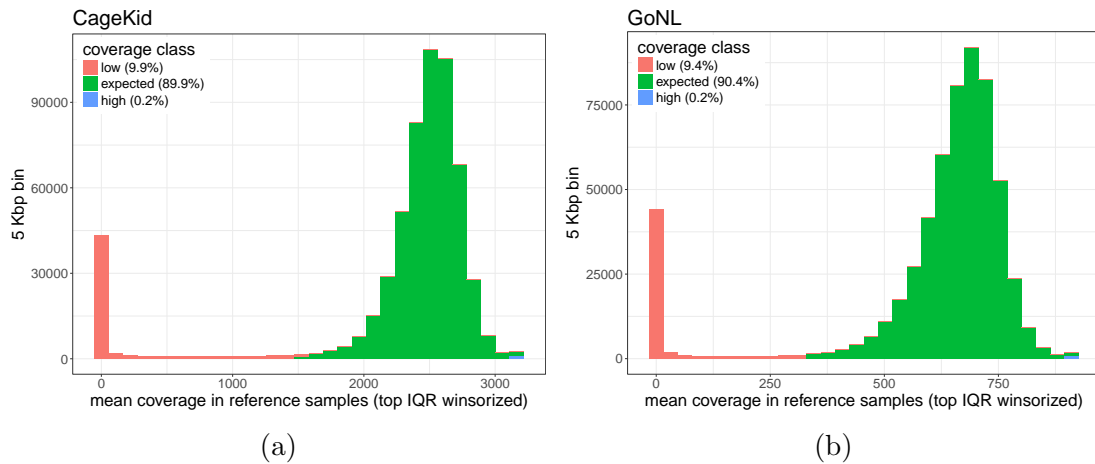 CageKid
coverage class
low (9.9%)
expected (89.9%)
high (0.2%)
90000
60000
30000
0
5 Kbp bin
0
1000
2000
3000
mean coverage in reference samples (top IQR winsorized)
(a)
GoNL
coverage class
low (9.4%)
expected (90.4%)
high (0.2%)
75000
50000
25000
0
5 Kbp bin
0
250
500
750
mean coverage in reference samples (top IQR winsorized)
(b)